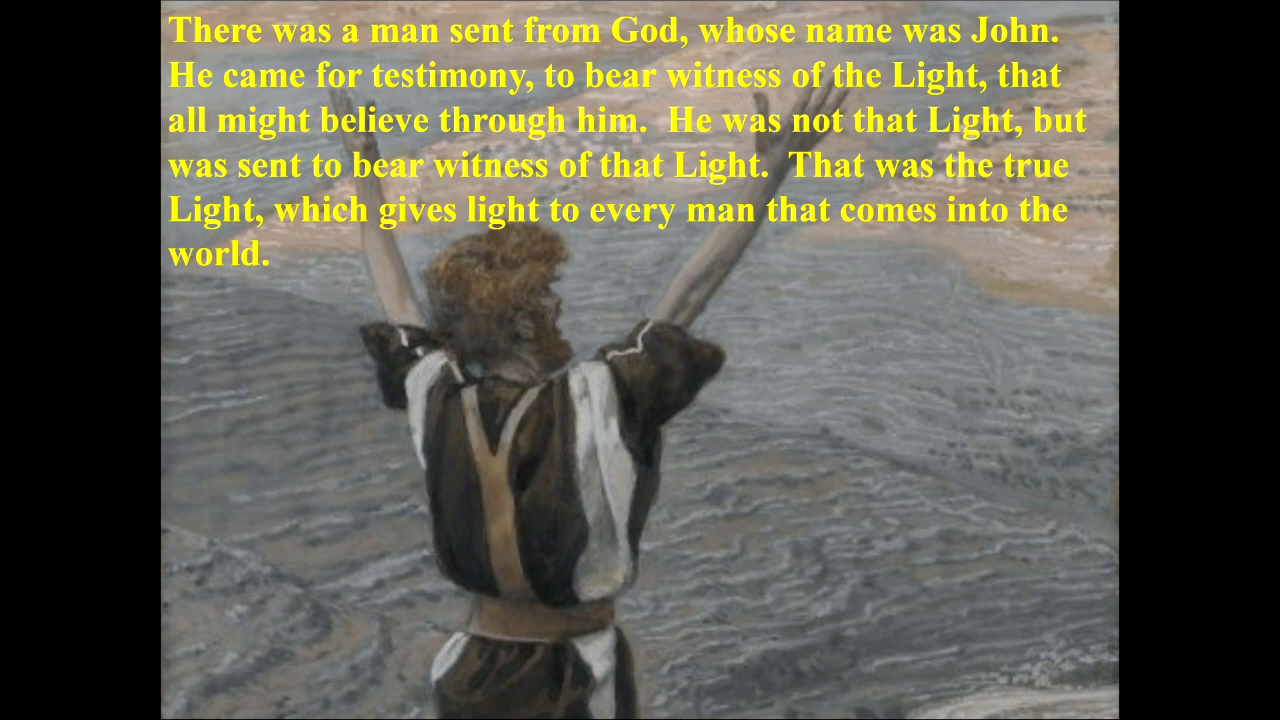 There was a man sent from God, whose name was John.
He came for testimony, to bear witness of the Light, that
all might believe through him.  He was not that Light, but
was sent to bear witness of that Light.  That was the true
Light, which gives light to every man that comes into the
world.